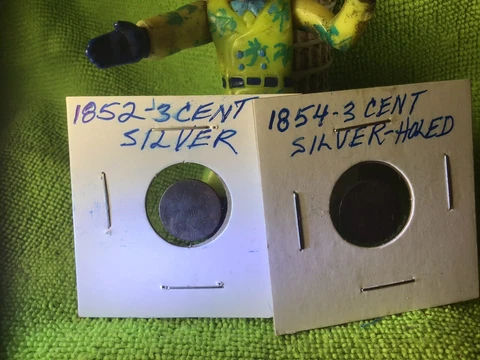 1852-3 CENT
SILVER
1854-3 CENT
SILVER-HOLED